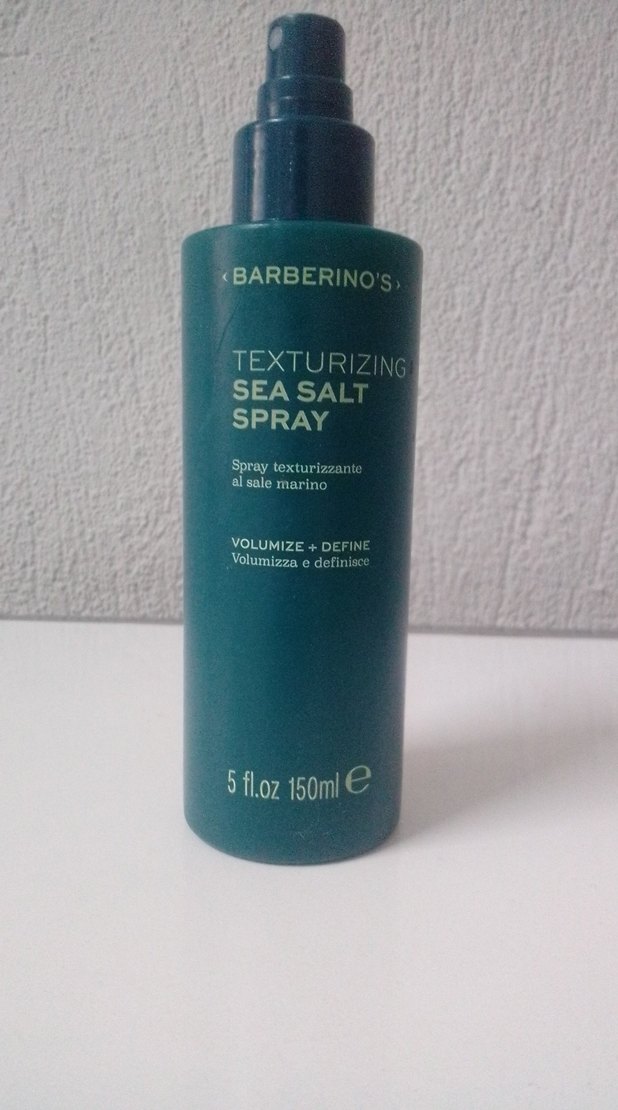 ‹ BARBERINO'S ›
TEXTURIZING
SEA SALT
SPRAY
Spray texturizzante
al sale marino
VOLUMIZE + DEFINE
Volumizza e definisce
5 fl.oz 150ml ℮